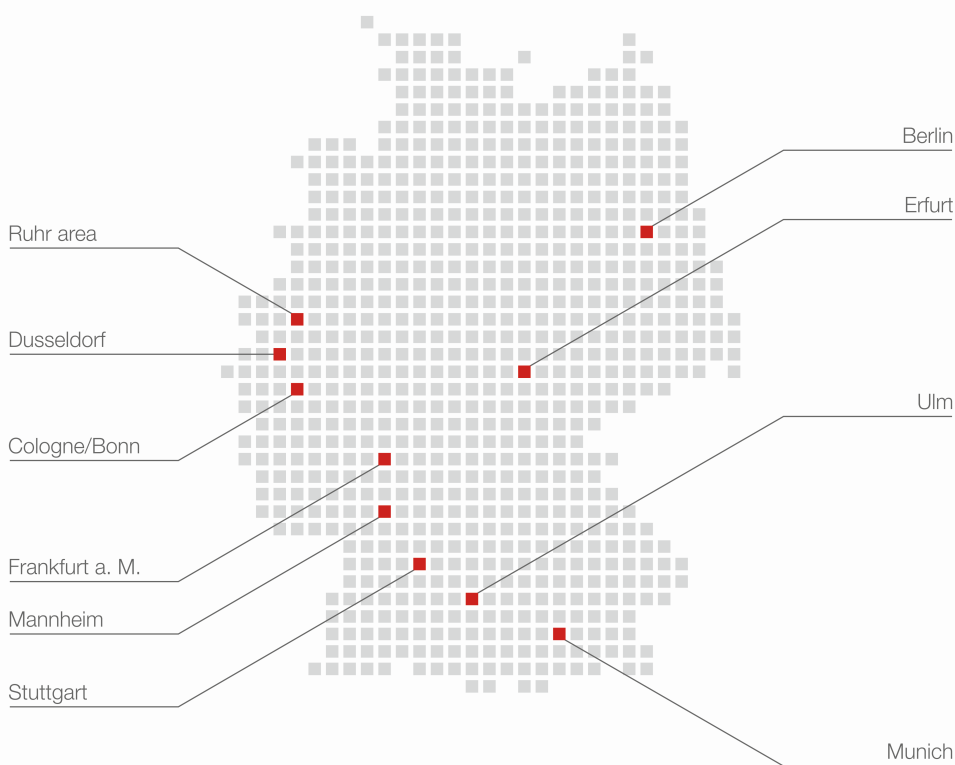 Berlin
Erfurt
Ruhr area
Dusseldorf
Ulm
Cologne/Bonn
Frankfurt a. M.
Mannheim
Stuttgart
Munich